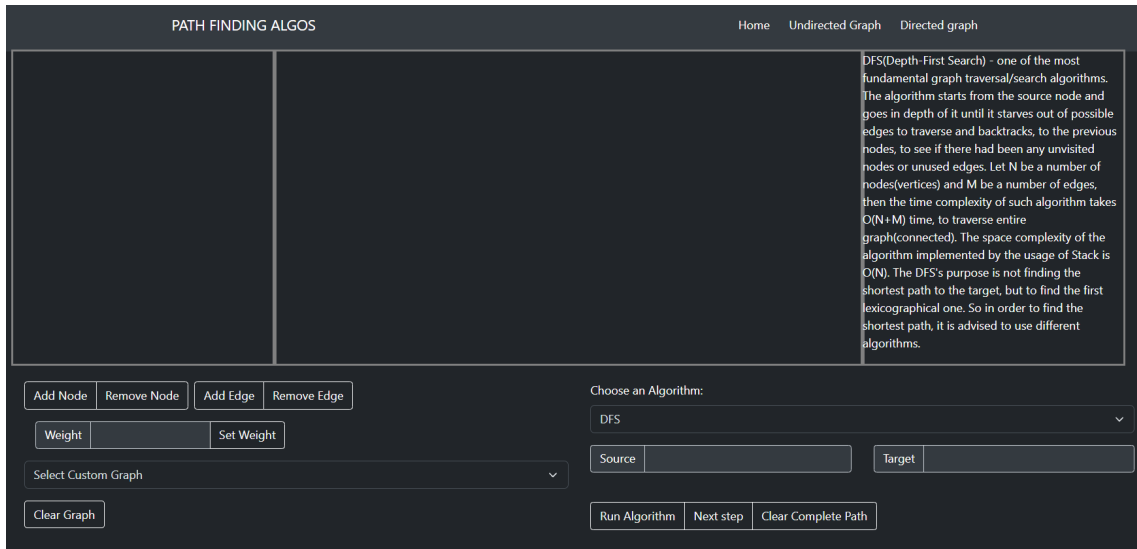 PATH FINDING ALGOS
Home Undirected Graph Directed graph
DFS(Depth-First Search) - one of the most
fundamental graph traversal/search algorithms.
The algorithm starts from the source node and
goes in depth of it until it starves out of possible
edges to traverse and backtracks, to the previous
nodes, to see if there had been any unvisited
nodes or unused edges. Let N be a number of
nodes(vertices) and M be a number of edges,
then the time complexity of such algorithm takes
O(N+M) time, to traverse entire
graph(connected). The space complexity of the
algorithm implemented by the usage of Stack is
O(N). The DFS's purpose is not finding the
shortest path to the target, but to find the first
lexicographical one. So in order to find the
shortest path, it is advised to use different
algorithms.
Add Node Remove Node Add Edge Remove Edge
Weight Set Weight
Select Custom Graph
Clear Graph
Choose an Algorithm:
DFS
Source Target
Run Algorithm Next step Clear Complete Path